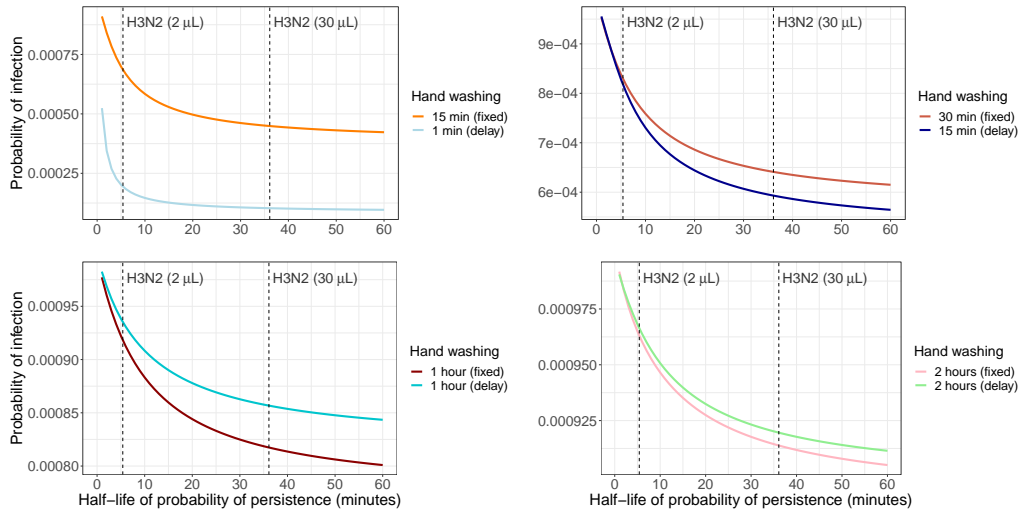 Probability of infection
0.00075
0.00050
0.00025
H3N2 (2 μL)
H3N2 (30 μL)
0 10 20 30 40 50 60
Hand washing
15 min (fixed)
1 min (delay)
9e−04
8e−04
7e−04
6e−04
H3N2 (2 μL)
H3N2 (30 μL)
0 10 20 30 40 50 60
Hand washing
30 min (fixed)
15 min (delay)
Probability of infection
0.00095
0.00090
0.00085
0.00080
H3N2 (2 μL)
H3N2 (30 μL)
0 10 20 30 40 50 60
Half−life of probability of persistence (minutes)
Hand washing
1 hour (fixed)
1 hour (delay)
0.000975
0.000950
0.000925
H3N2 (2 μL)
H3N2 (30 μL)
0 10 20 30 40 50 60
Half−life of probability of persistence (minutes)
Hand washing
2 hours (fixed)
2 hours (delay)